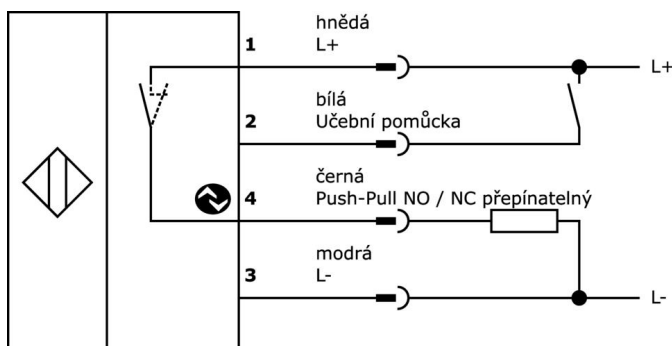 hnědá
1 L+
L+
bílá
2 Učební pomůcka
černá
4 Push-Pull NO / NC přepínatelný
modrá
3 L-
L-